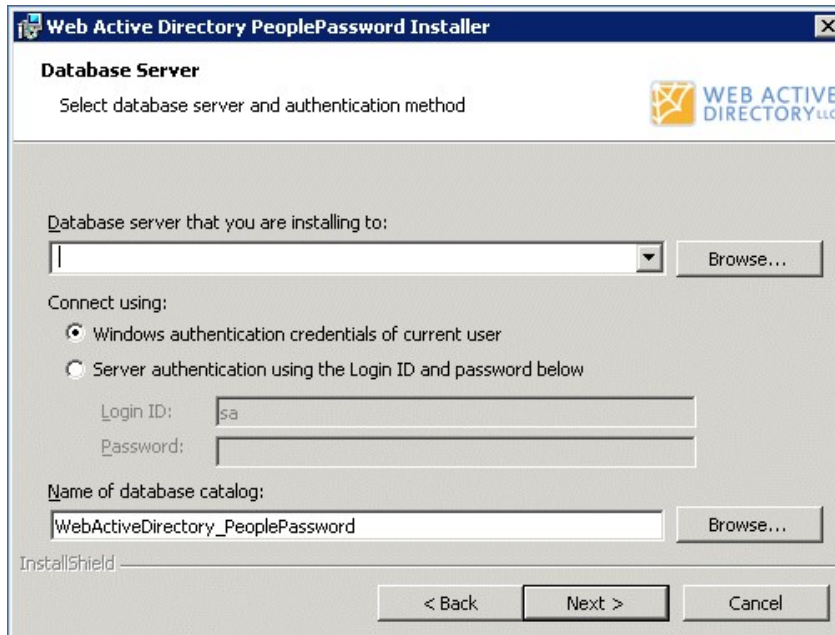 Web Active Directory PeoplePassword Installer
Database Server
Select database server and authentication method
WEB ACTIVE
DIRECTORY LLC
Database server that you are installing to:
Browse...
Connect using:
Windows authentication credentials of current user
Server authentication using the Login ID and password below
Login ID: sa
Password:
Name of database catalog:
WebActiveDirectory_PeoplePassword Browse...
InstallShield
< Back Next > Cancel